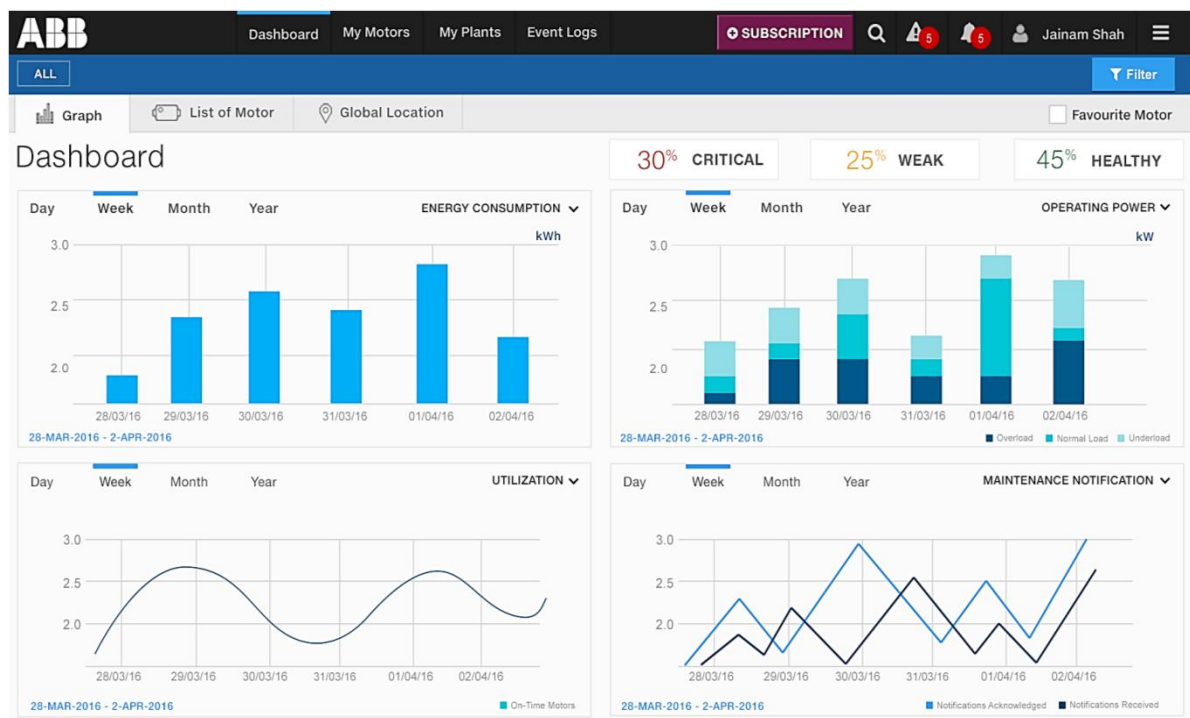 ABB Dashboard My Motors My Plants Event Logs SUBSCRIPTION 5 5 Jainam Shah
ALL Filter
Graph List of Motor Global Location Favourite Motor
Dashboard 30% CRITICAL 25% WEAK 45% HEALTHY
Day Week Month Year ENERGY CONSUMPTION
kWh
3.0
2.5
2.0
28/03/16 29/03/16 30/03/16 31/03/16 01/04/16 02/04/16
28-MAR-2016 - 2-APR-2016
Day Week Month Year OPERATING POWER
kW
3.0
2.5
2.0
28/03/16 29/03/16 30/03/16 31/03/16 01/04/16 02/04/16
28-MAR-2016 - 2-APR-2016 Overload Normal Load Underload
Day Week Month Year UTILIZATION
3.0
2.5
2.0
28/03/16 29/03/16 30/03/16 31/03/16 01/04/16 02/04/16
28-MAR-2016 - 2-APR-2016 On-Time Motors
Day Week Month Year MAINTENANCE NOTIFICATION
3.0
2.5
2.0
28/03/16 29/03/16 30/03/16 31/03/16 01/04/16 02/04/16
28-MAR-2016 - 2-APR-2016 Notifications Acknowledged Notifications Received